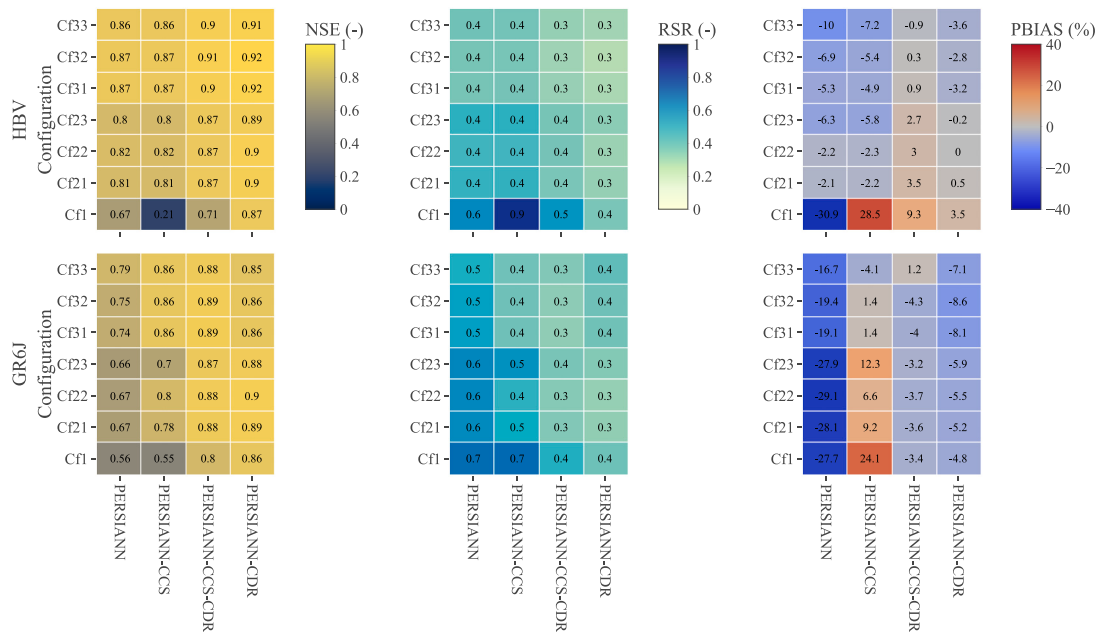 NSE (-)
RSR (-)
PBIAS (%)
HBV
Configuration
Cf33 0.86 0.86 0.9 0.91
Cf32 0.87 0.87 0.91 0.92
Cf31 0.87 0.87 0.9 0.92
Cf23 0.8 0.8 0.87 0.89
Cf22 0.82 0.82 0.87 0.9
Cf21 0.81 0.81 0.87 0.9
Cf1 0.67 0.21 0.71 0.87
1
0.8
0.6
0.4
0.2
0
0.4 0.4 0.3 0.3
0.4 0.4 0.3 0.3
0.4 0.4 0.3 0.3
0.4 0.4 0.4 0.3
0.4 0.4 0.4 0.3
0.4 0.4 0.4 0.3
0.6 0.9 0.5 0.4
1
0.8
0.6
0.4
0.2
0
-10 -7.2 -0.9 -3.6
-6.9 -5.4 0.3 -2.8
-5.3 -4.9 0.9 -3.2
-6.3 -5.8 2.7 -0.2
-2.2 -2.3 3 0
-2.1 -2.2 3.5 0.5
-30.9 28.5 9.3 3.5
40
20
0
−20
−40
GR6J
Configuration
Cf33 0.79 0.86 0.88 0.85
Cf32 0.75 0.86 0.89 0.86
Cf31 0.74 0.86 0.89 0.86
Cf23 0.66 0.7 0.87 0.88
Cf22 0.67 0.8 0.88 0.9
Cf21 0.67 0.78 0.88 0.89
Cf1 0.56 0.55 0.8 0.86
PERSIANN
PERSIANN-CCS
PERSIANN-CCS-CDR
PERSIANN-CDR
0.5 0.4 0.3 0.4
0.5 0.4 0.3 0.4
0.5 0.4 0.3 0.4
0.6 0.5 0.4 0.3
0.6 0.4 0.3 0.3
0.6 0.5 0.3 0.3
0.7 0.7 0.4 0.4
PERSIANN
PERSIANN-CCS
PERSIANN-CCS-CDR
PERSIANN-CDR
Cf33 -16.7 -4.1 1.2 -7.1
Cf32 -19.4 1.4 -4.3 -8.6
Cf31 -19.1 1.4 -4 -8.1
Cf23 -27.9 12.3 -3.2 -5.9
Cf22 -29.1 6.6 -3.7 -5.5
Cf21 -28.1 9.2 -3.6 -5.2
Cf1 -27.7 24.1 -3.4 -4.8
PERSIANN
PERSIANN-CCS
PERSIANN-CCS-CDR
PERSIANN-CDR